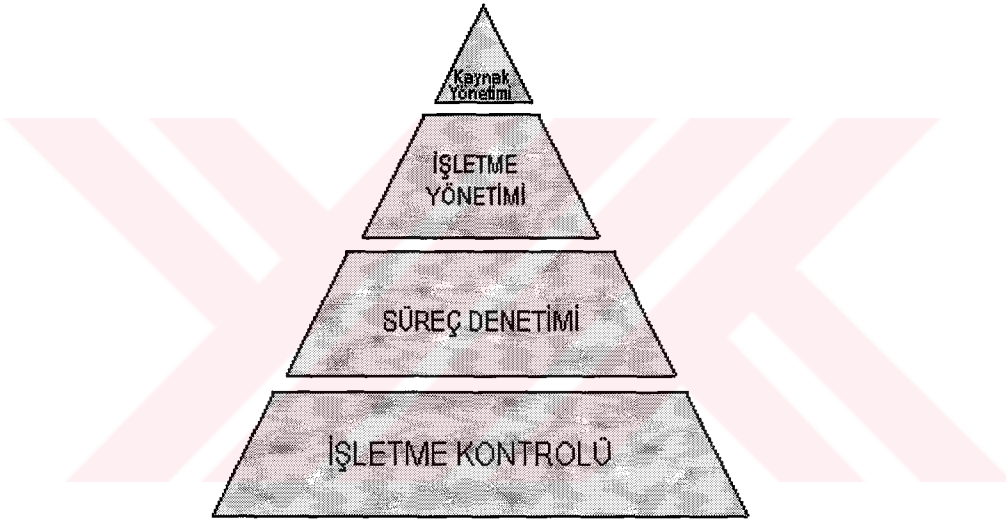 Kaynak
Yönetimi
İŞLETME
YÖNETİMİ
SÜREÇ DENETİMİ
İŞLETME KONTROLÜ